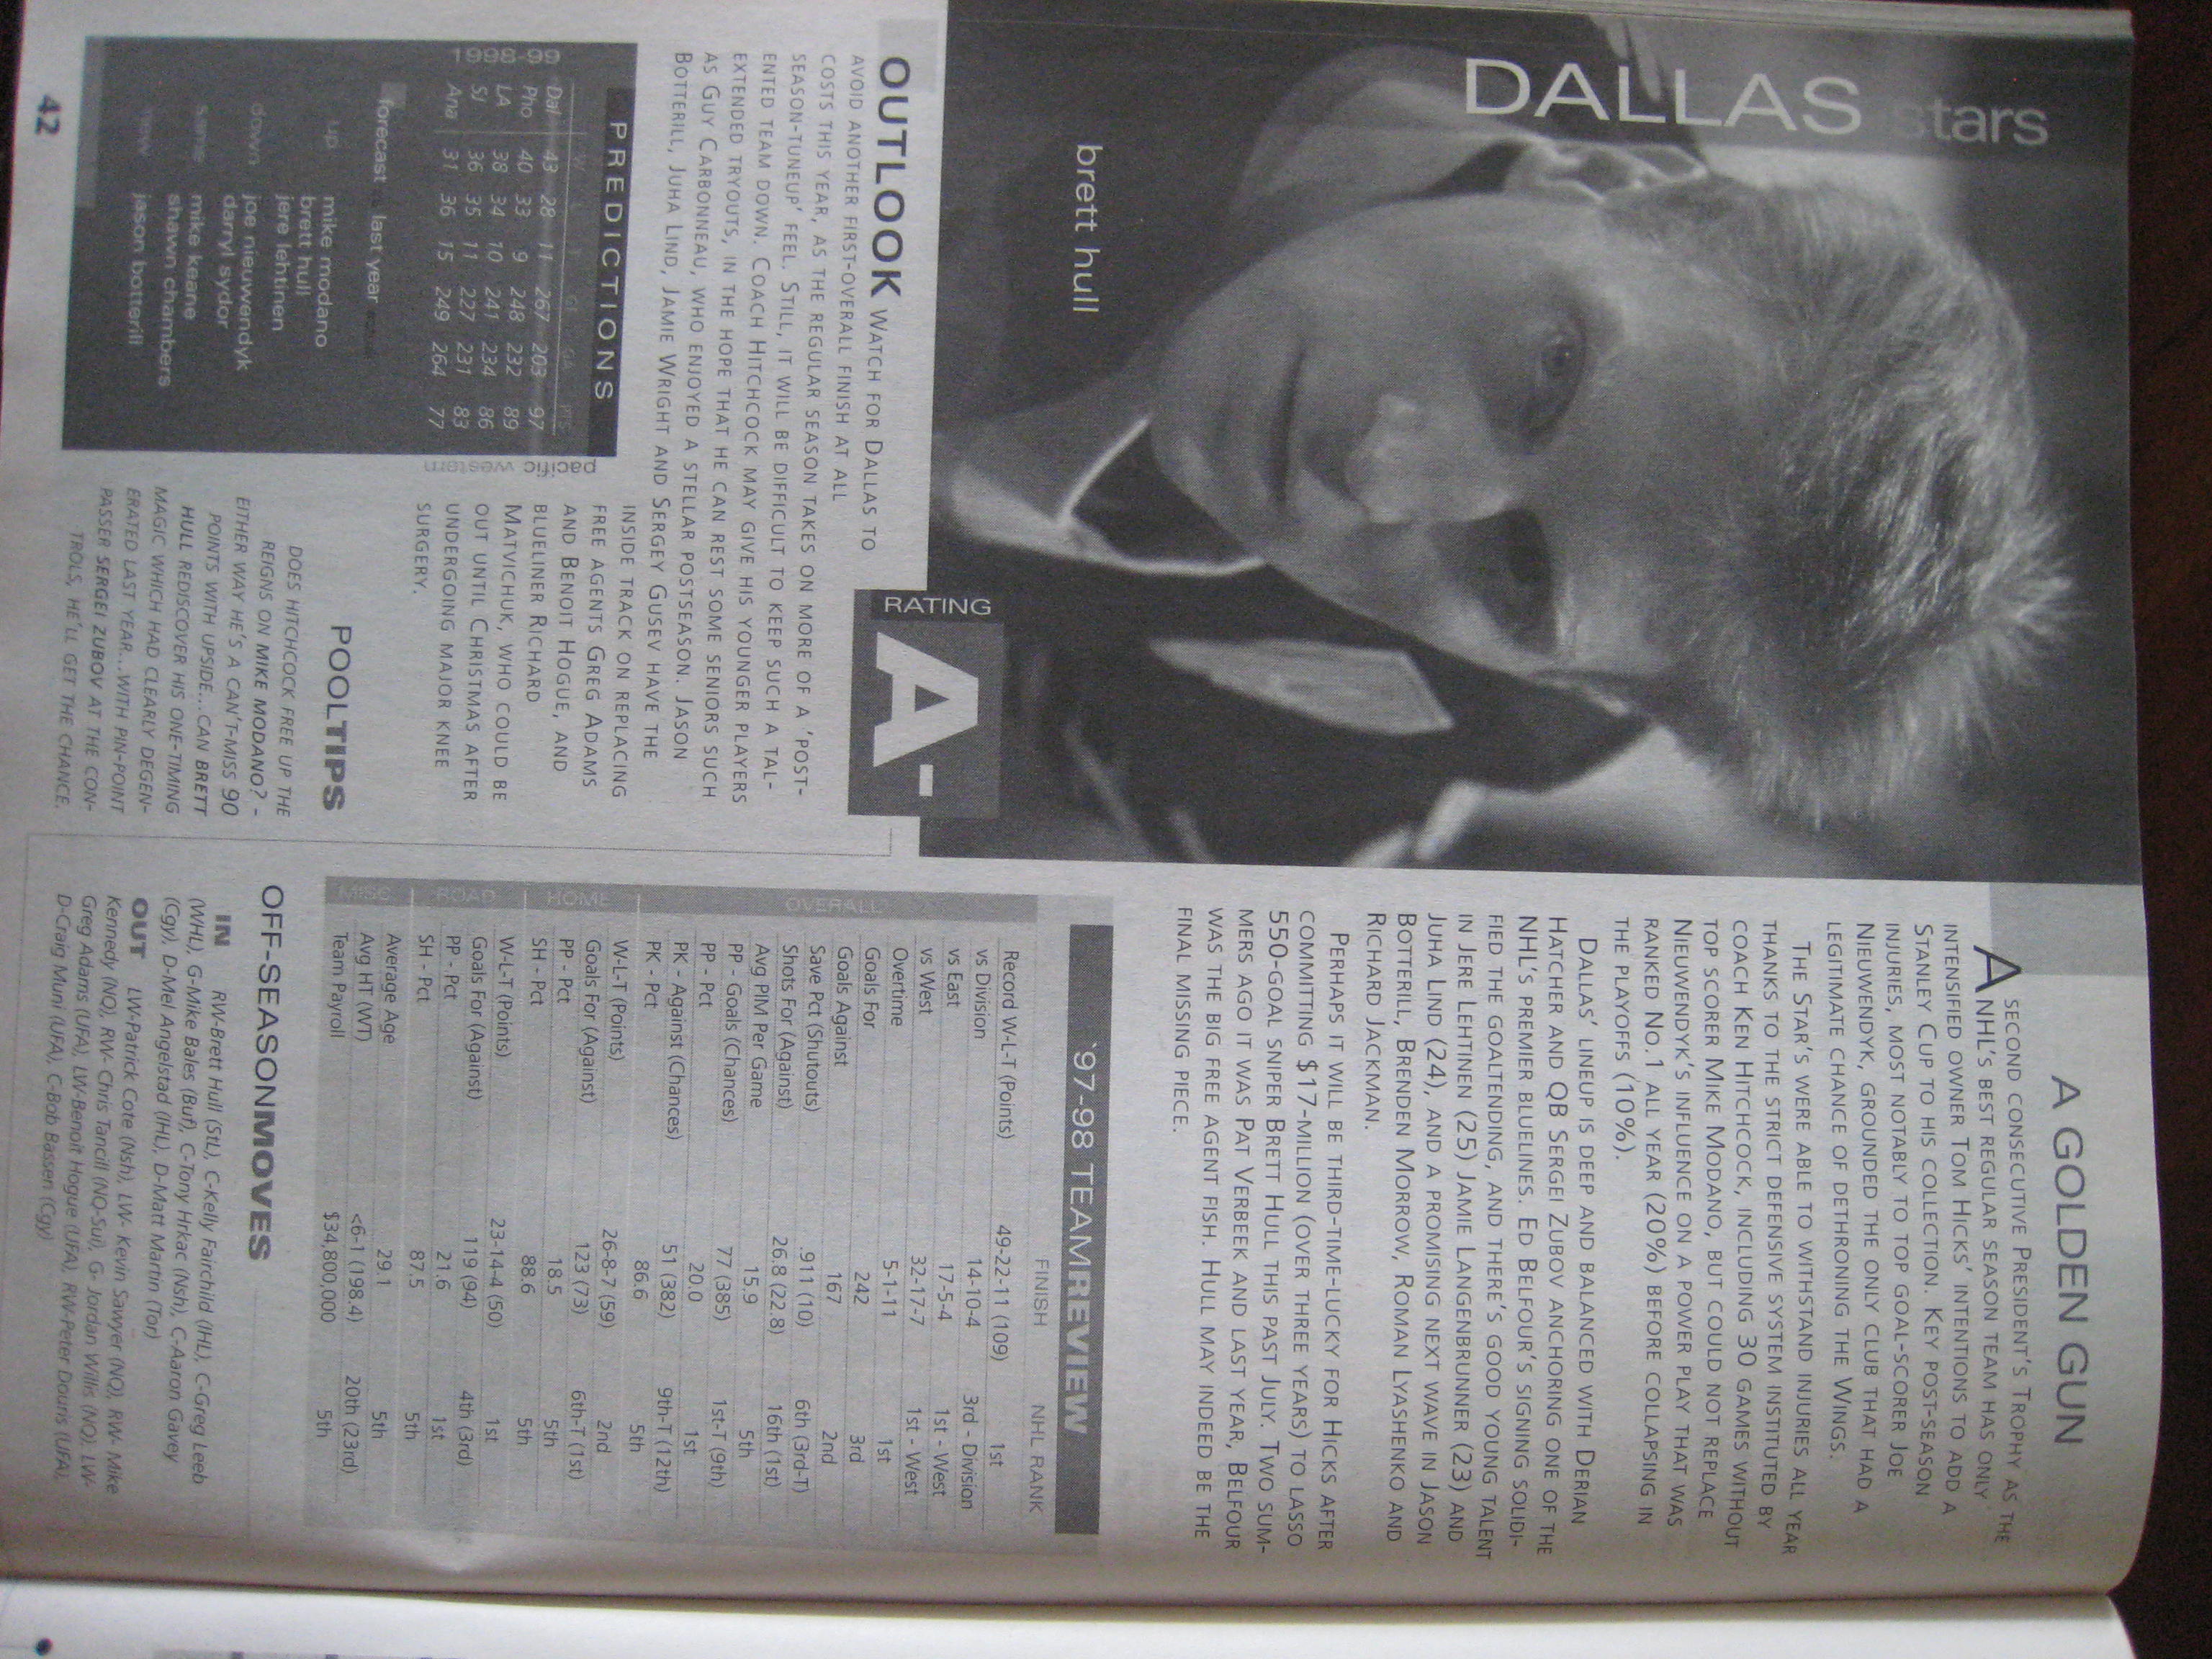 DALLAS stars
brett hull
RATING
A-
OUTLOOK WATCH FOR DALLAS TO
AVOID ANOTHER FIRST-OVERALL FINISH AT ALL
COSTS THIS YEAR, AS THE REGULAR SEASON TAKES ON MORE OF A 'POST-
SEASON-TUNEUP' FEEL. STILL, IT WILL BE DIFFICULT TO KEEP SUCH A TAL-
ENTED TEAM DOWN. COACH HITCHCOCK MAY GIVE HIS YOUNGER PLAYERS
EXTENDED TRYOUTS, IN THE HOPE THAT HE CAN REST SOME SENIORS SUCH
AS GUY CARBONNEAU, WHO ENJOYED A STELLAR POSTSEASON. JASON
BOTTERILL, JUHA LIND, JAMIE WRIGHT AND SERGEY GUSEV HAVE THE
INSIDE TRACK ON REPLACING
FREE AGENTS GREG ADAMS
AND BENOIT HOGUE, AND
BLUELINER RICHARD
MATVICHUK, WHO COULD BE
OUT UNTIL CHRISTMAS AFTER
UNDERGOING MAJOR KNEE
SURGERY.
PREDICTIONS
W L T GF GA PTS
Dal 43 28 11 267 203 97
Pho 40 33 9 248 232 89
LA 38 34 10 241 234 86
SJ 36 35 11 227 231 83
Ana 31 36 15 249 264 77
1998-99
pacific western
forecast last year
up mike modano
brett hull
jere lehtinen
down joe nieuwendyk
darryl sydor
same mike keane
shawn chambers
new jason botterill
42
POOLTIPS
DOES HITCHCOCK FREE UP THE
REIGNS ON MIKE MODANO? -
EITHER WAY HE'S A CAN'T-MISS 90
POINTS WITH UPSIDE...CAN BRETT
HULL REDISCOVER HIS ONE-TIMING
MAGIC WHICH HAD CLEARLY DEGEN-
ERATED LAST YEAR...WITH PIN-POINT
PASSER SERGEI ZUBOV AT THE CON-
TROLS, HE'LL GET THE CHANCE.
A GOLDEN GUN
A SECOND CONSECUTIVE PRESIDENT'S TROPHY AS THE
NHL'S BEST REGULAR SEASON TEAM HAS ONLY
INTENSIFIED OWNER TOM HICKS' INTENTIONS TO ADD A
STANLEY CUP TO HIS COLLECTION. KEY POST-SEASON
INJURIES, MOST NOTABLY TO TOP GOAL-SCORER JOE
NIEUWENDYK, GROUNDED THE ONLY CLUB THAT HAD A
LEGITIMATE CHANCE OF DETHRONING THE WINGS.
THE STAR'S WERE ABLE TO WITHSTAND INJURIES ALL YEAR
THANKS TO THE STRICT DEFENSIVE SYSTEM INSTITUTED BY
COACH KEN HITCHCOCK, INCLUDING 30 GAMES WITHOUT
TOP SCORER MIKE MODANO, BUT COULD NOT REPLACE
NIEUWENDYK'S INFLUENCE ON A POWER PLAY THAT WAS
RANKED NO.1 ALL YEAR (20%) BEFORE COLLAPSING IN
THE PLAYOFFS (10%).
DALLAS' LINEUP IS DEEP AND BALANCED WITH DERIAN
HATCHER AND QB SERGEI ZUBOV ANCHORING ONE OF THE
NHL'S PREMIER BLUELINES. ED BELFOUR'S SIGNING SOLIDI-
FIED THE GOALTENDING, AND THERE'S GOOD YOUNG TALENT
IN JERE LEHTINEN (25) JAMIE LANGENBRUNNER (23) AND
JUHA LIND (24), AND A PROMISING NEXT WAVE IN JASON
BOTTERILL, BRENDEN MORROW, ROMAN LYASHENKO AND
RICHARD JACKMAN.
PERHAPS IT WILL BE THIRD-TIME-LUCKY FOR HICKS AFTER
COMMITTING $17-MILLION (OVER THREE YEARS) TO LASSO
550-GOAL SNIPER BRETT HULL THIS PAST JULY. TWO SUM-
MERS AGO IT WAS PAT VERBEEK AND LAST YEAR, BELFOUR
WAS THE BIG FREE AGENT FISH. HULL MAY INDEED BE THE
FINAL MISSING PIECE.
'97-98 TEAMREVIEW
FINISH NHL RANK
OVERALL
Record W-L-T (Points) 49-22-11 (109) 1st
vs Division 14-10-4 3rd - Division
vs East 17-5-4 1st - West
vs West 32-17-7 1st - West
Overtime 5-1-11 1st
Goals For 242 3rd
Goals Against 167 2nd
Save Pct (Shutouts) .911 (10) 6th (3rd-T)
Shots For (Against) 26.8 (22.8) 16th (1st)
Avg PIM Per Game 15.9 5th
PP - Goals (Chances) 77 (385) 1st-T (9th)
PP - Pct 20.0 1st
PK - Against (Chances) 51 (382) 9th-T (12th)
PK - Pct 86.6 5th
HOME
W-L-T (Points) 26-8-7 (59) 2nd
Goals For (Against) 123 (73) 6th-T (1st)
PP - Pct 18.5 5th
SH - Pct 88.6 5th
ROAD
W-L-T (Points) 23-14-4 (50) 1st
Goals For (Against) 119 (94) 4th (3rd)
PP - Pct 21.6 1st
SH - Pct 87.5 5th
MISC
Average Age 29.1 5th
Avg HT (WT) <6-1 (198.4) 20th (23rd)
Team Payroll $34,800,000 5th
OFF-SEASONMOVES
IN RW-Brett Hull (StL), C-Kelly Fairchild (IHL), C-Greg Leeb
(WHL), G-Mike Bales (Buf), C-Tony Hrkac (Nsh), C-Aaron Gavey
(Cgy), D-Mel Angelstad (IHL), D-Matt Martin (Tor)
OUT LW-Patrick Cote (Nsh), LW- Kevin Sawyer (NQ), RW- Mike
Kennedy (NQ), RW- Chris Tancill (NQ-Sui), G- Jordan Willis (NQ), LW-
Greg Adams (UFA), LW-Benoit Hogue (UFA), RW-Peter Douris (UFA),
D-Craig Muni (UFA), C-Bob Bassen (Cgy)